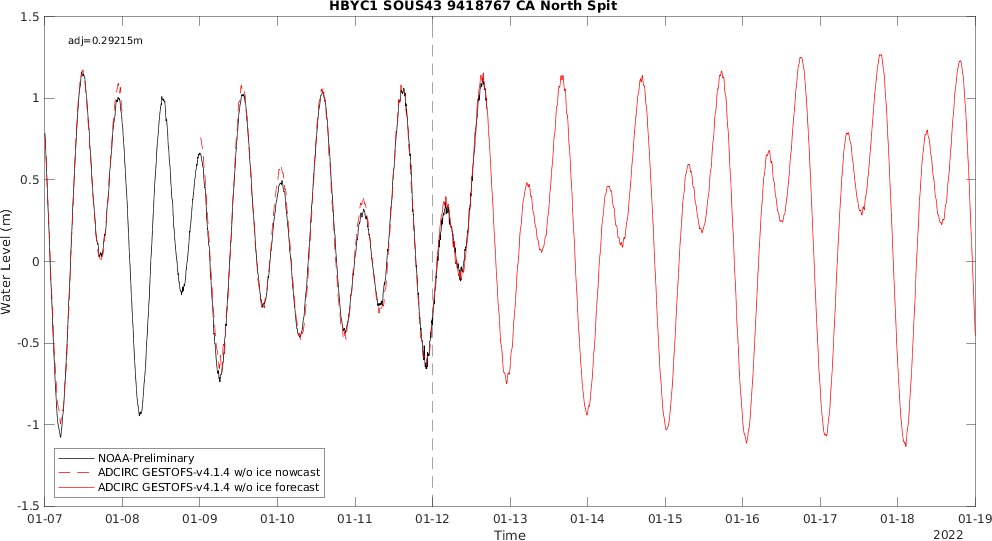 HBYC1 SOUS43 9418767 CA North Spit
adj=0.29215m
1.5
1
0.5
0
-0.5
-1
-1.5
Water Level (m)
NOAA-Preliminary
ADCIRC GESTOFS-v4.1.4 w/o ice nowcast
ADCIRC GESTOFS-v4.1.4 w/o ice forecast
01-07 01-08 01-09 01-10 01-11 01-12 01-13 01-14 01-15 01-16 01-17 01-18 01-19
Time
2022